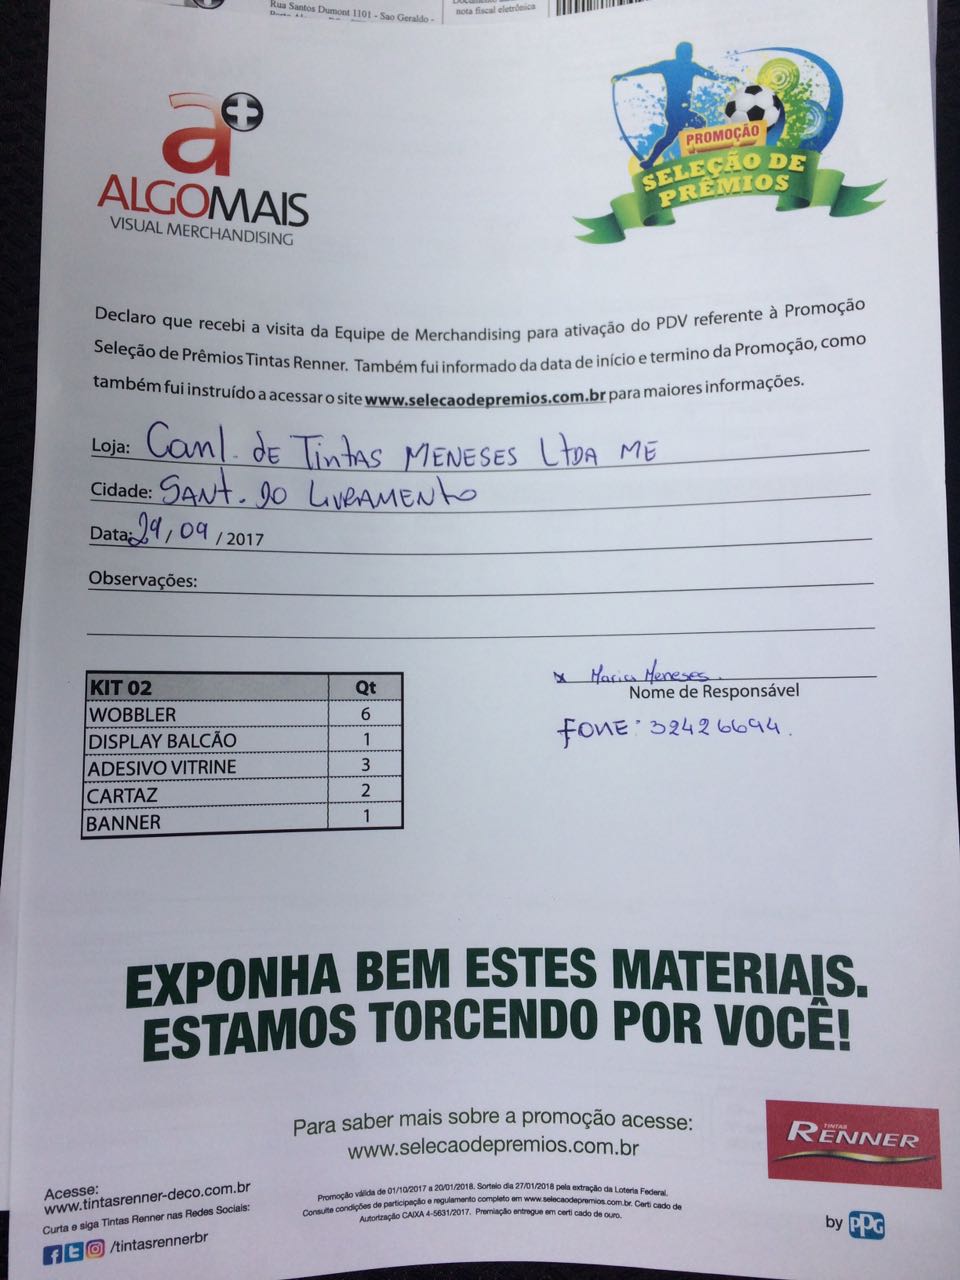 Rua Santos Dumont 1101 - Sao Geraldo -
nota fiscal eletrônica
a+
ALGOMAIS
VISUAL MERCHANDISING
PROMOÇÃO
SELEÇÃO DE
PRÊMIOS
Declaro que recebi a visita da Equipe de Merchandising para ativação do PDV referente à Promoção
Seleção de Prêmios Tintas Renner. Também fui informado da data de início e termino da Promoção, como
também fui instruído a acessar o site www.selecaodepremios.com.br para maiores informações.
Loja: Coml. DE TINTAS MENESES LTDA ME
Cidade: SANT. DO LIVRAMENTO
Data: 29 / 09 / 2017
Observações:
x Maria Meneses.
Nome de Responsável
FONE: 32426694.
KIT 02 Qt
WOBBLER 6
DISPLAY BALCÃO 1
ADESIVO VITRINE 3
CARTAZ 2
BANNER 1
EXPONHA BEM ESTES MATERIAIS.
ESTAMOS TORCENDO POR VOCÊ!
Para saber mais sobre a promoção acesse:
www.selecaodepremios.com.br
TINTAS
RENNER
by PPG
Acesse:
www.tintasrenner-deco.com.br
Curta e siga Tintas Renner nas Redes Sociais:
/tintasrennerbr
Promoção válida de 01/10/2017 a 20/01/2018. Sorteio dia 27/01/2018 pela extração da Loteria Federal.
Consulte condições de participação e regulamento completo em www.selecaodepremios.com.br. Certi cado de
Autorização CAIXA 4-5631/2017. Premiação entregue em certi cado de ouro.